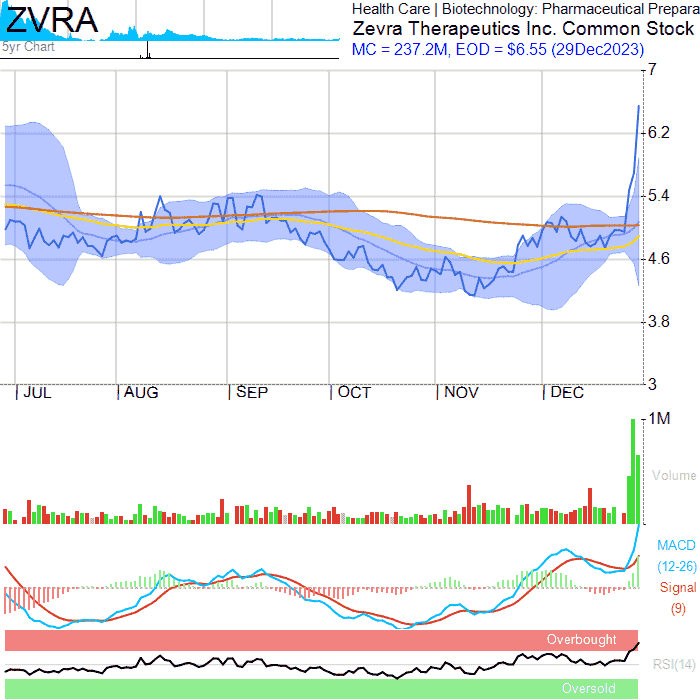 ZVRA
5yr Chart
Health Care | Biotechnology: Pharmaceutical Prepara
Zevra Therapeutics Inc. Common Stock
MC = 237.2M, EOD = $6.55 (29Dec2023)
7
6.2
5.4
4.6
3.8
3
JUL AUG SEP OCT NOV DEC
1M
Volume
MACD
(12-26)
Signal
(9)
Overbought
RSI(14)
Oversold